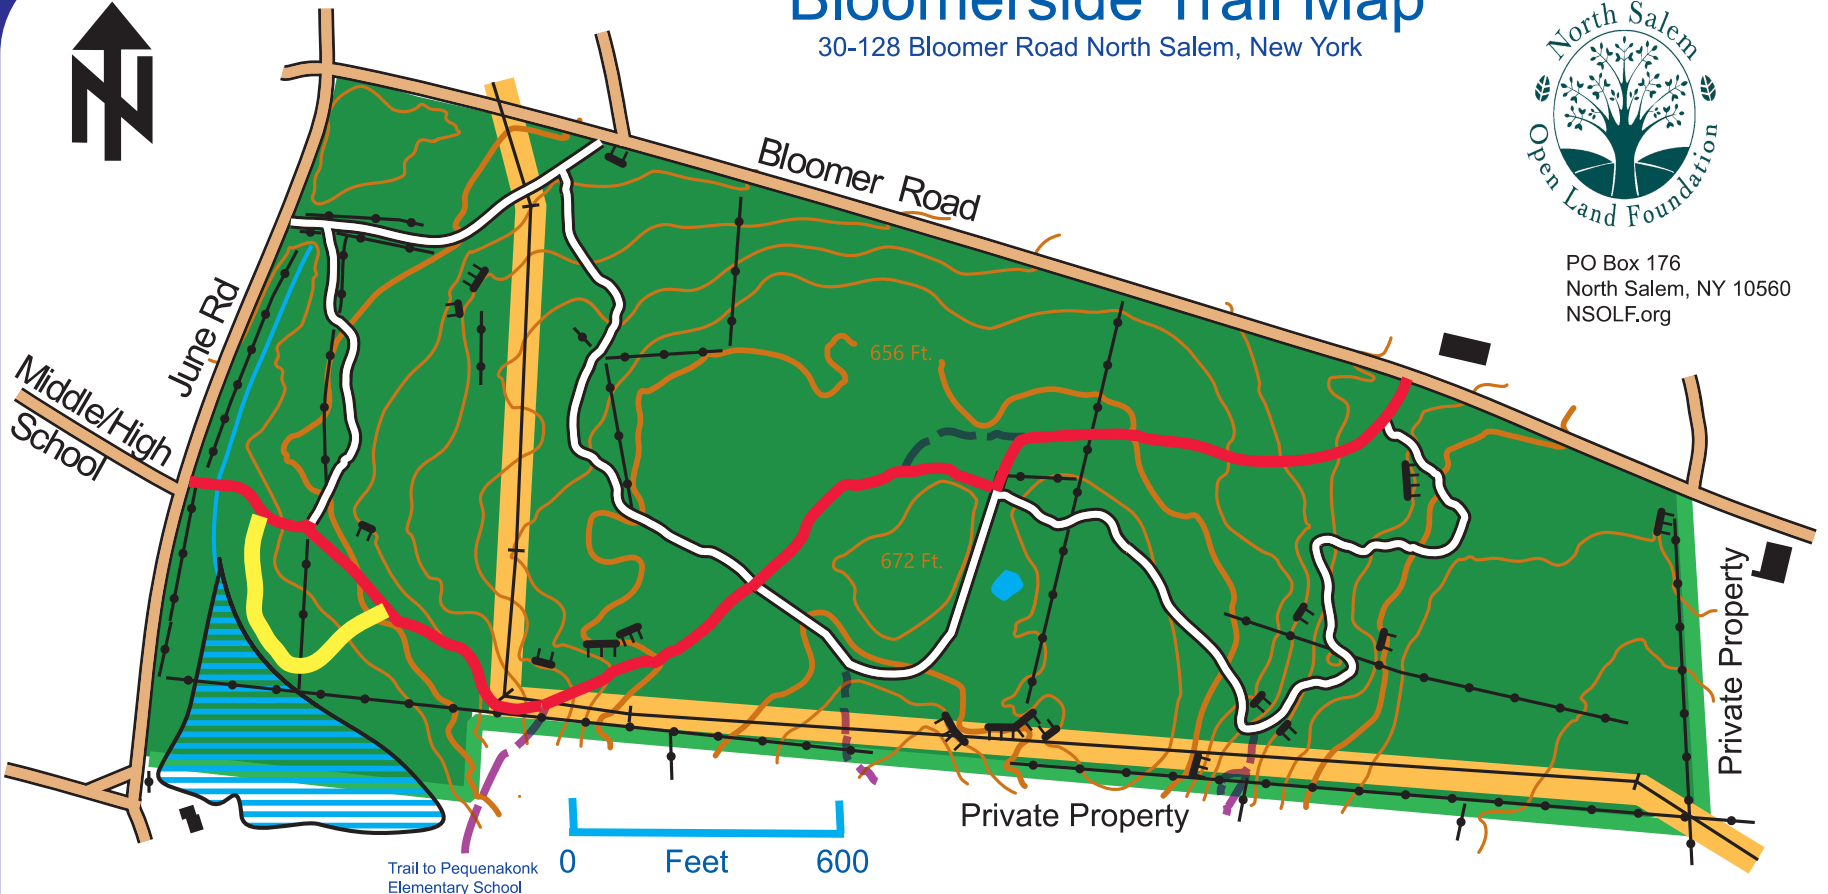 Bloomerside Trail Map
30-128 Bloomer Road North Salem, New York
North Salem
Open Land Foundation
PO Box 176
North Salem, NY 10560
NSOLF.org
N
Bloomer Road
June Rd
Middle/High
School
656 Ft.
672 Ft.
Private Property
Private Property
0 Feet 600
Trail to Pequenakonk
Elementary School